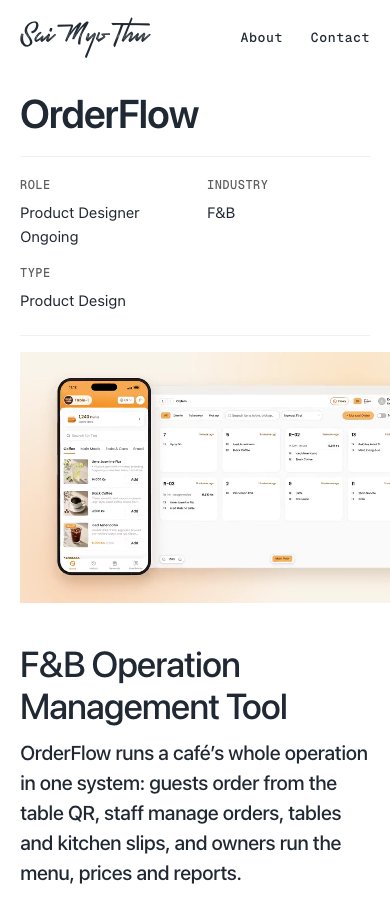 Sai Myo Thu
About Contact
OrderFlow
ROLE
Product Designer
Ongoing
INDUSTRY
F&B
TYPE
Product Design
Orders
F&B Operation
Management Tool
OrderFlow runs a café’s whole operation
in one system: guests order from the
table QR, staff manage orders, tables
and kitchen slips, and owners run the
menu, prices and reports.